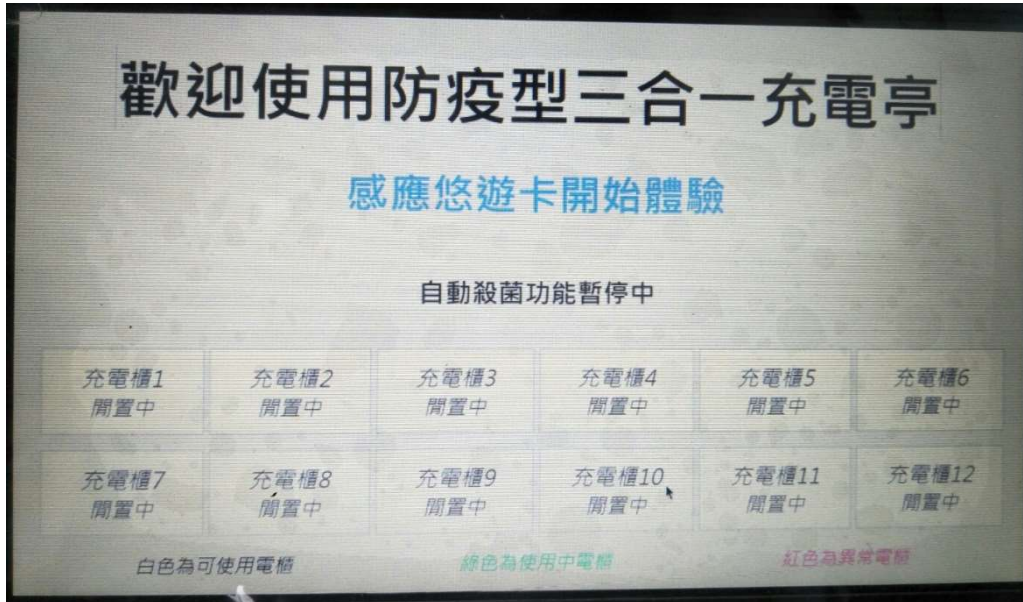 歡迎使用防疫型三合一充電亭
感應悠遊卡開始體驗
自動殺菌功能暫停中
充電櫃1 充電櫃2 充電櫃3 充電櫃4 充電櫃5 充電櫃6
閒置中 閒置中 閒置中 閒置中 閒置中 閒置中
充電櫃7 充電櫃8 充電櫃9 充電櫃10 充電櫃11 充電櫃12
閒置中 閒置中 閒置中 閒置中 閒置中 閒置中
白色為可使用電櫃 綠色為使用中電櫃 紅色為異常電櫃